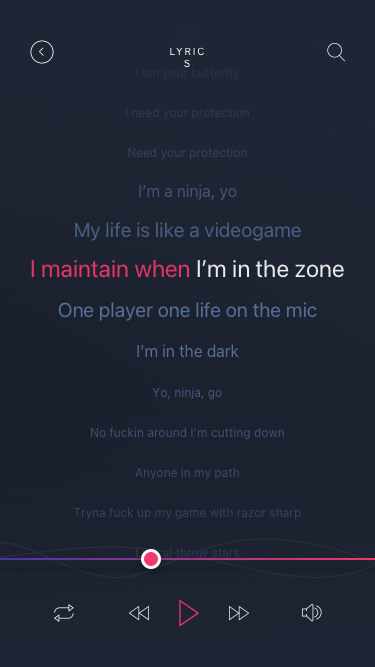 LYRIC
S
I am your butterfly
I need your protection
Need your protection
I'm a ninja, yo
My life is like a videogame
I maintain when I'm in the zone
One player one life on the mic
I'm in the dark
Yo, ninja, go
No fuckin around I'm cutting down
Anyone in my path
Tryna fuck up my game with razor sharp
throw stars